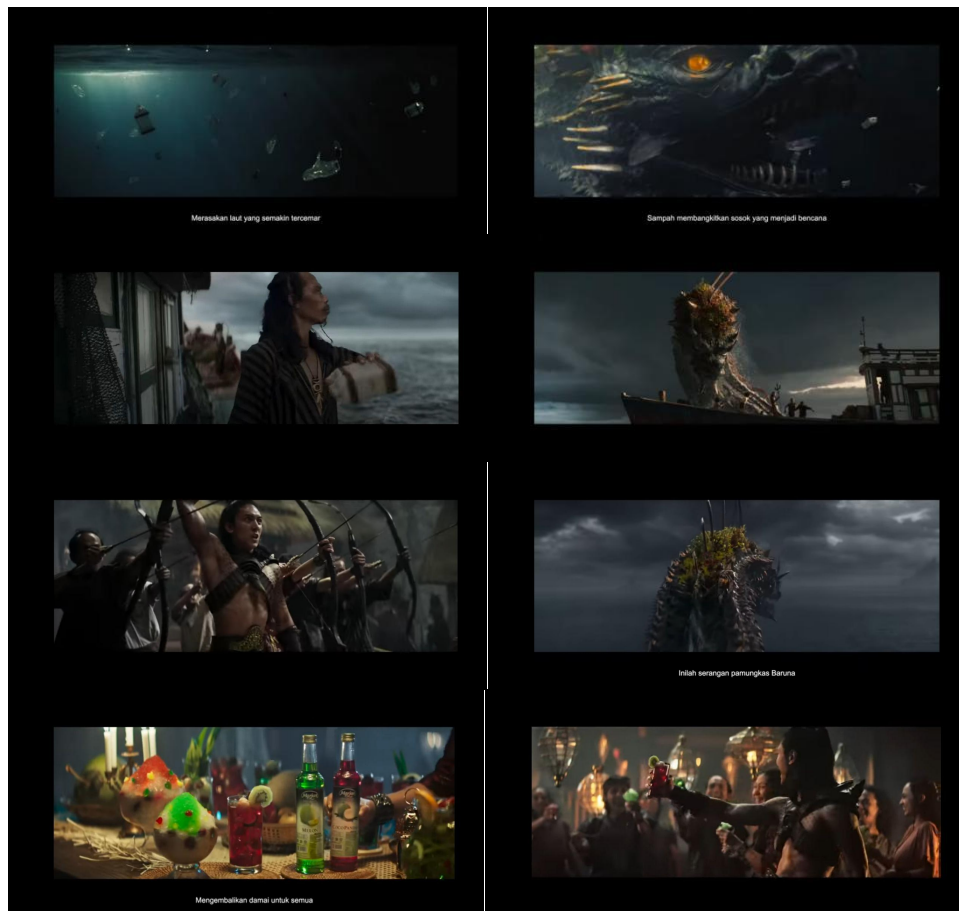 Merasakan laut yang semakin tercemar
Sampah membangkitkan sosok yang menjadi bencana
Inilah serangan pamungkas Baruna
Mengembalikan damai untuk semua